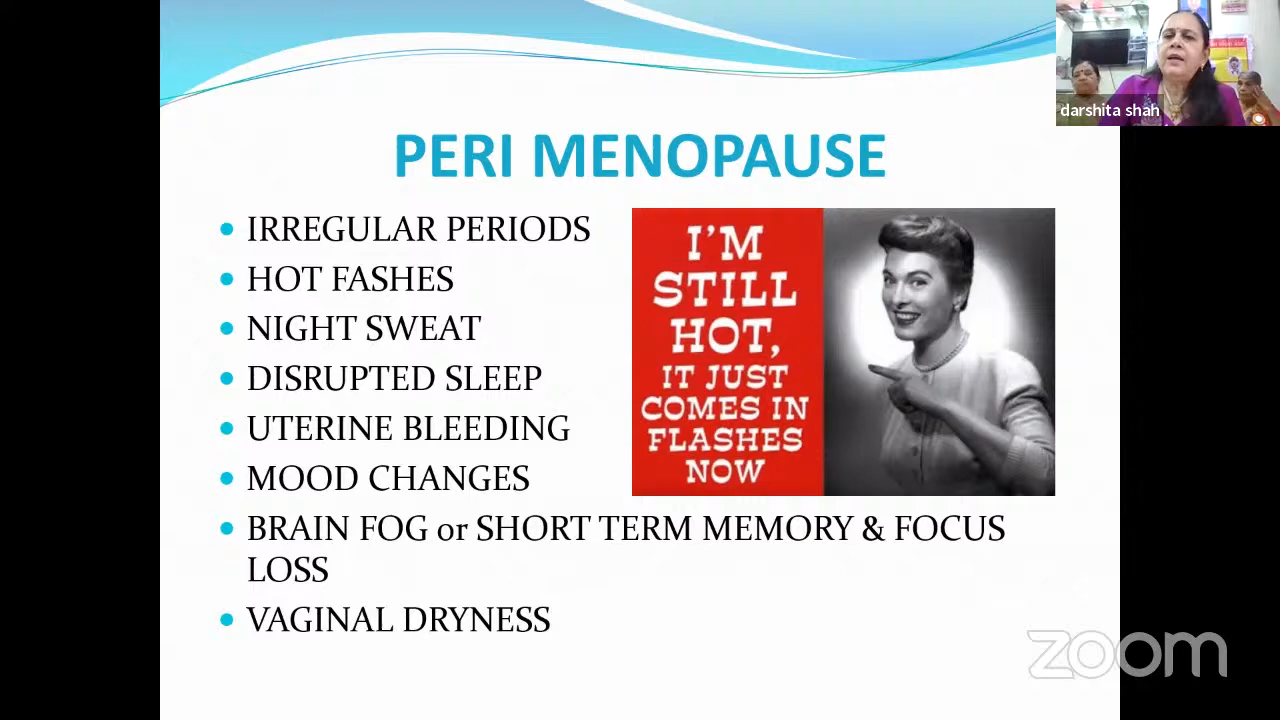 darshita shah
PERI MENOPAUSE
IRREGULAR PERIODS
HOT FASHES
NIGHT SWEAT
DISRUPTED SLEEP
UTERINE BLEEDING
MOOD CHANGES
BRAIN FOG or SHORT TERM MEMORY & FOCUS
LOSS
VAGINAL DRYNESS
I'M
STILL
HOT,
IT JUST
COMES IN
FLASHES
NOW
zoom